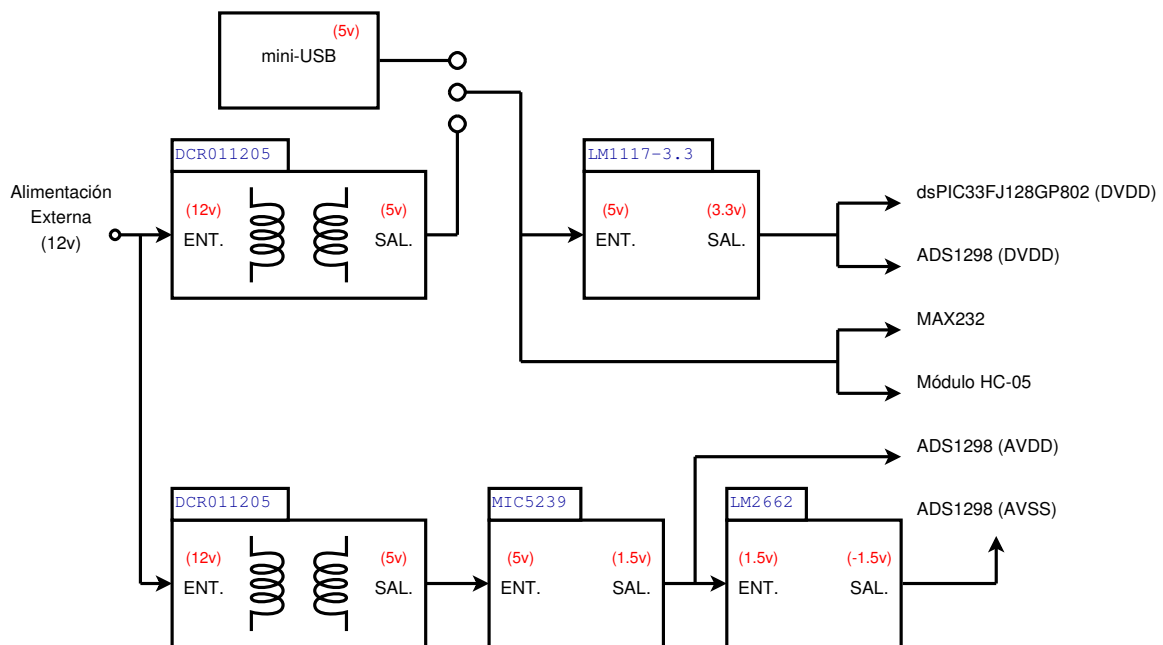 (5v)
mini-USB
DCR011205
LM1117-3.3
Alimentación
Externa
(12v)
(12v)
(5v)
ENT.
SAL.
(5v)
(3.3v)
ENT.
SAL.
dsPIC33FJ128GP802 (DVDD)
ADS1298 (DVDD)
MAX232
Módulo HC-05
ADS1298 (AVDD)
ADS1298 (AVSS)
DCR011205
MIC5239
LM2662
(12v)
(5v)
ENT.
SAL.
(5v)
(1.5v)
ENT.
SAL.
(1.5v)
(-1.5v)
ENT.
SAL.